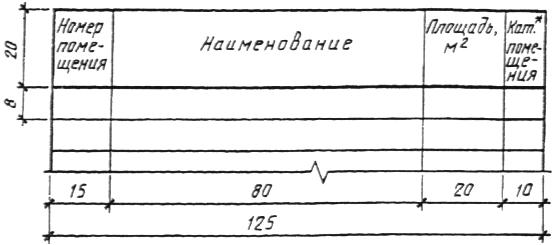 Номер
поме-
щения
Наименование
Площадь,
м²
Кат.*
поме-
ще-
ния
20
8
15
80
20
10
125